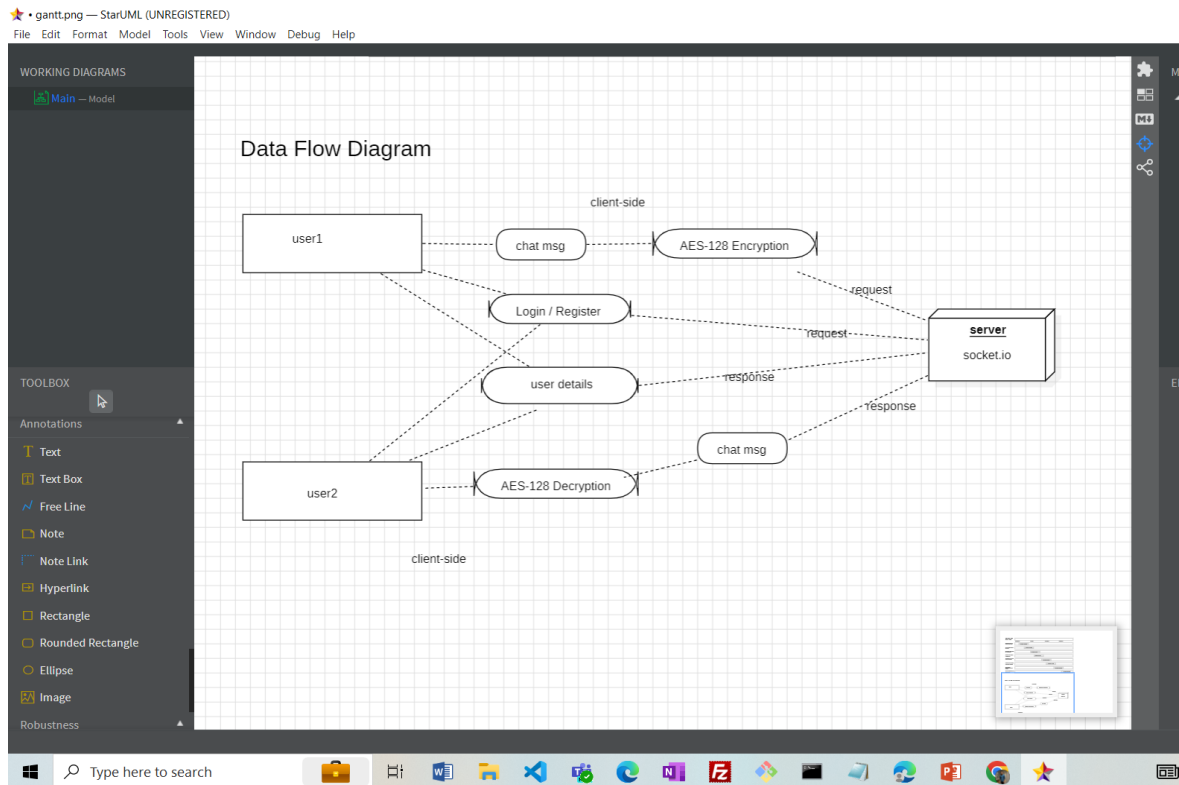 • gantt.png — StarUML (UNREGISTERED)
File Edit Format Model Tools View Window Debug Help
WORKING DIAGRAMS
Main — Model
Data Flow Diagram
client-side
user1
chat msg
AES-128 Encryption
request
Login / Register
request
server
socket.io
user details
response
response
chat msg
user2
AES-128 Decryption
client-side
TOOLBOX
Annotations
T Text
Text Box
Free Line
Note
Note Link
Hyperlink
Rectangle
Rounded Rectangle
Ellipse
Image
Robustness
M
E
Type here to search